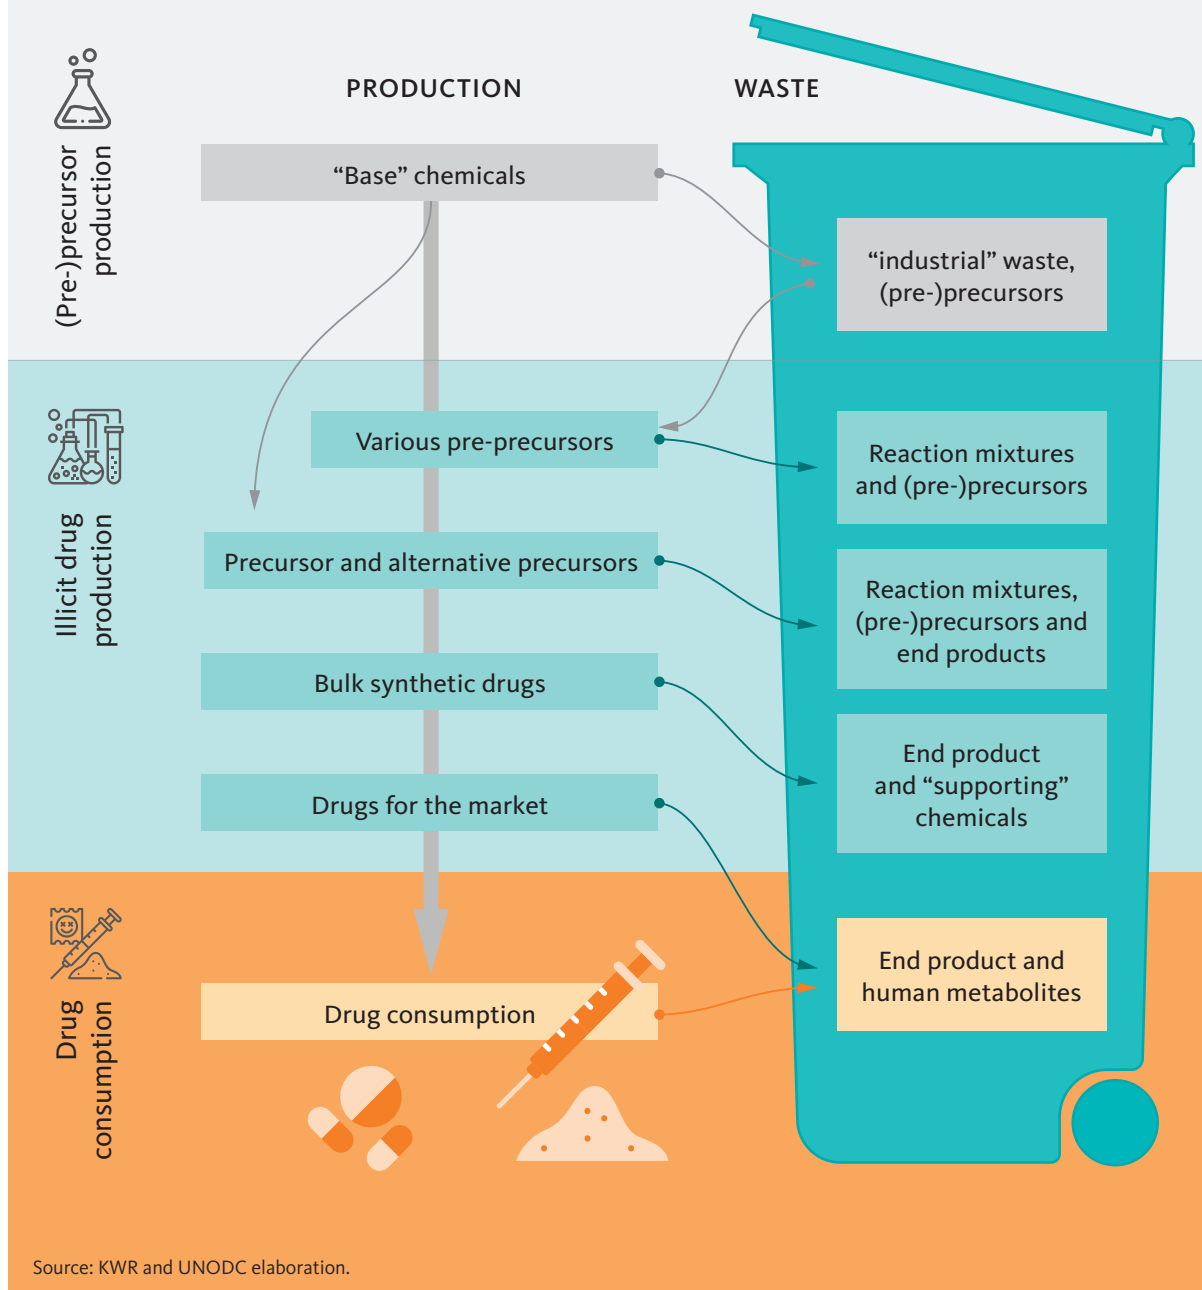 PRODUCTION
WASTE
(Pre-)precursor
production
“Base” chemicals
“industrial” waste,
(pre-)precursors
Illicit drug
production
Various pre-precursors
Reaction mixtures
and (pre-)precursors
Precursor and alternative precursors
Reaction mixtures,
(pre-)precursors and
end products
Bulk synthetic drugs
End product
and “supporting”
chemicals
Drugs for the market
Drug
consumption
End product and
human metabolites
Drug consumption
Source: KWR and UNODC elaboration.